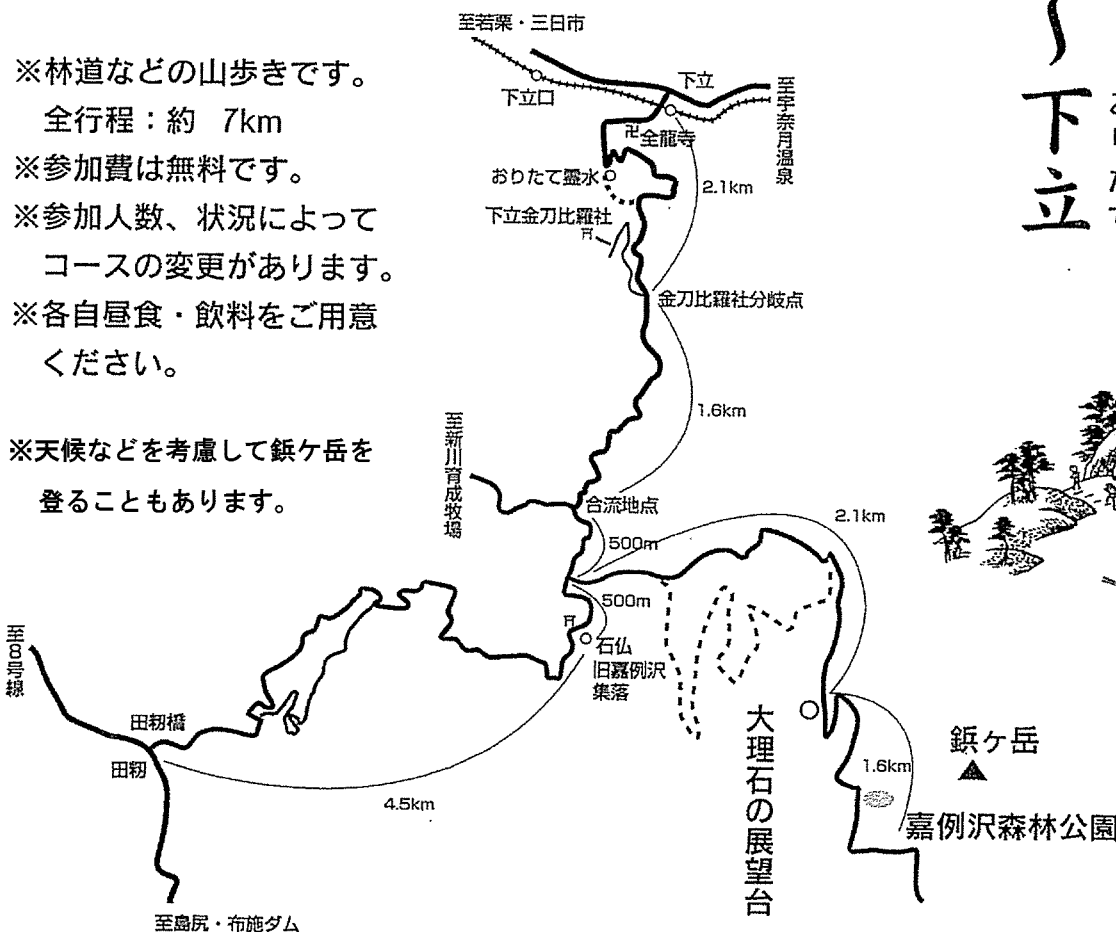 ※林道などの山歩きです。
全行程：約 7km
※参加費は無料です。
※参加人数、状況によって
コースの変更があります。
※各自昼食・飲料をご用意
ください。
※天候などを考慮して鋲ケ岳を
登ることもあります。
〜下立
至若栗・三日市
下立口
下立
至宇奈月温泉
卍全龍寺
おりたて霊水
2.1km
下立金刀比羅社
金刀比羅社分岐点
1.6km
至新川育成牧場
合流地点
500m
2.1km
500m
石仏
旧嘉例沢
集落
至8号線
田籾橋
田籾
4.5km
至島尻・布施ダム
大理石の展望台
1.6km
鋲ケ岳
嘉例沢森林公園